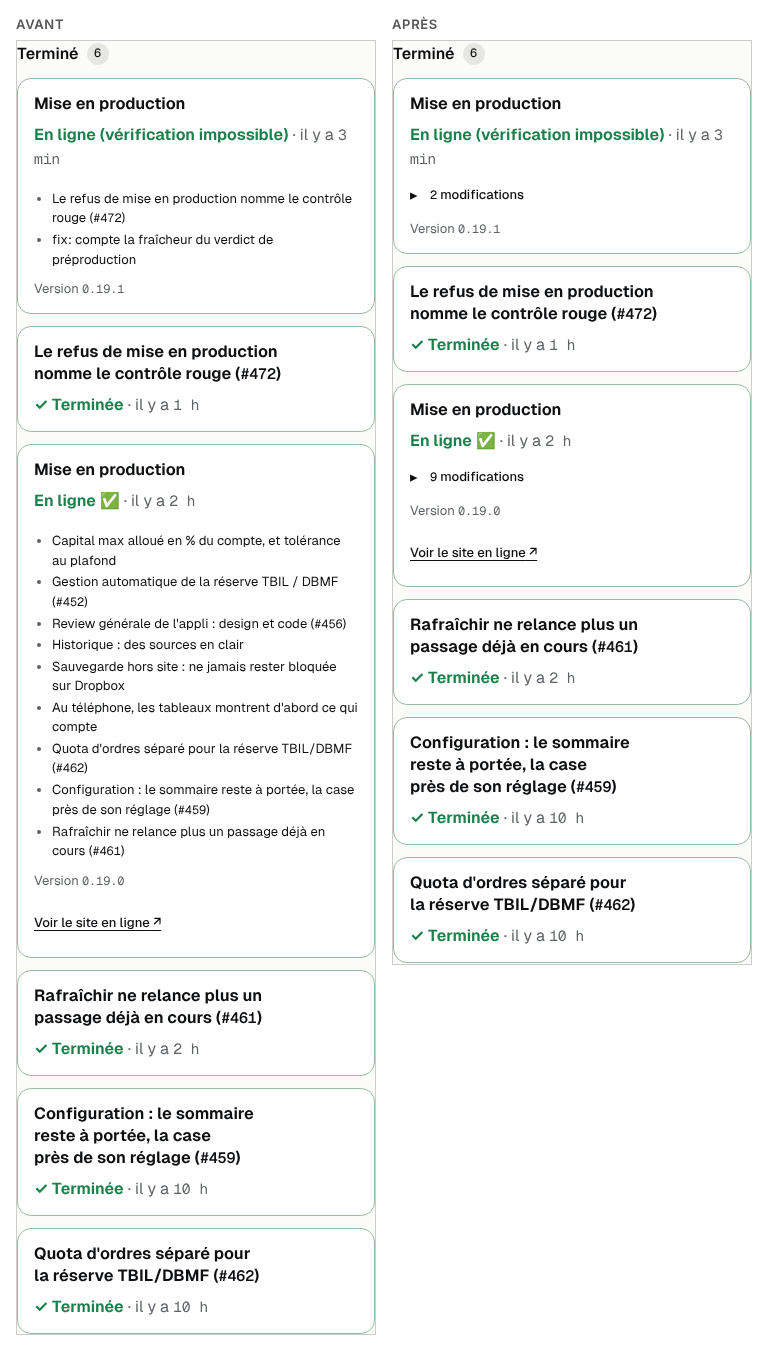 AVANT
Terminé 6
Mise en production
En ligne (vérification impossible) · il y a 3
min
• Le refus de mise en production nomme le contrôle
rouge (#472)
• fix: compte la fraîcheur du verdict de
préproduction
Version 0.19.1
Le refus de mise en production
nomme le contrôle rouge (#472)
✓ Terminée · il y a 1 h
Mise en production
En ligne ✅ · il y a 2 h
• Capital max alloué en % du compte, et tolérance
au plafond
• Gestion automatique de la réserve TBIL / DBMF
(#452)
• Review générale de l'appli : design et code (#456)
• Historique : des sources en clair
• Sauvegarde hors site : ne jamais rester bloquée
sur Dropbox
• Au téléphone, les tableaux montrent d'abord ce qui
compte
• Quota d'ordres séparé pour la réserve TBIL/DBMF
(#462)
• Configuration : le sommaire reste à portée, la case
près de son réglage (#459)
• Rafraîchir ne relance plus un passage déjà en
cours (#461)
Version 0.19.0
Voir le site en ligne ↗
Rafraîchir ne relance plus un
passage déjà en cours (#461)
✓ Terminée · il y a 2 h
Configuration : le sommaire
reste à portée, la case
près de son réglage (#459)
✓ Terminée · il y a 10 h
Quota d'ordres séparé pour
la réserve TBIL/DBMF (#462)
✓ Terminée · il y a 10 h
APRÈS
Terminé 6
Mise en production
En ligne (vérification impossible) · il y a 3
min
▶ 2 modifications
Version 0.19.1
Le refus de mise en production
nomme le contrôle rouge (#472)
✓ Terminée · il y a 1 h
Mise en production
En ligne ✅ · il y a 2 h
▶ 9 modifications
Version 0.19.0
Voir le site en ligne ↗
Rafraîchir ne relance plus un
passage déjà en cours (#461)
✓ Terminée · il y a 2 h
Configuration : le sommaire
reste à portée, la case
près de son réglage (#459)
✓ Terminée · il y a 10 h
Quota d'ordres séparé pour
la réserve TBIL/DBMF (#462)
✓ Terminée · il y a 10 h